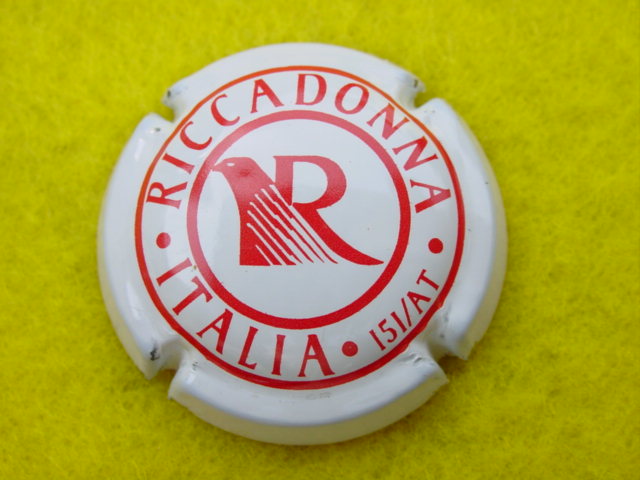 RICCADONNA
R
ITALIA • 151/AT •